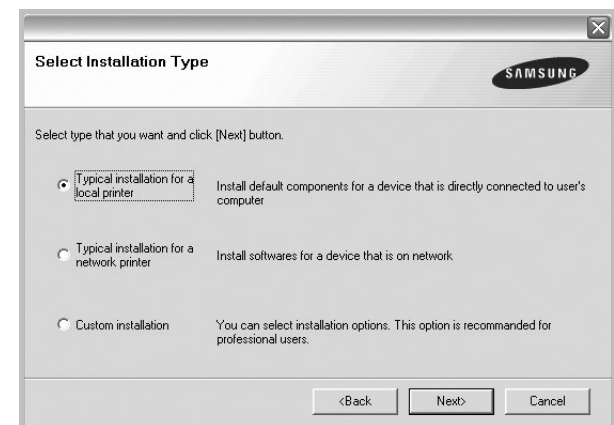 Select Installation Type
SAMSUNG
Select type that you want and click [Next] button.
Typical installation for a
local printer
Install default components for a device that is directly connected to user's
computer
Typical installation for a
network printer
Install softwares for a device that is on network
Custom installation
You can select installation options. This option is recommanded for
professional users.
<Back
Next>
Cancel